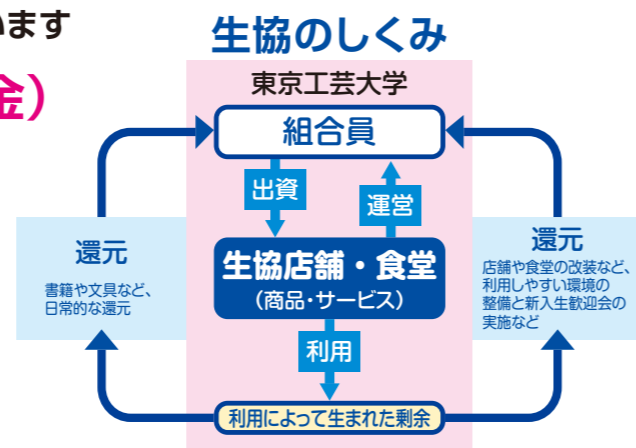 います
金）
生協のしくみ
東京工芸大学
組合員
出資
運営
還元
書籍や文具など、
日常的な還元
生協店舗・食堂
（商品・サービス）
還元
店舗や食堂の改装など、
利用しやすい環境の
整備と新入生歓迎会の
実施など
利用
利用によって生まれた剰余